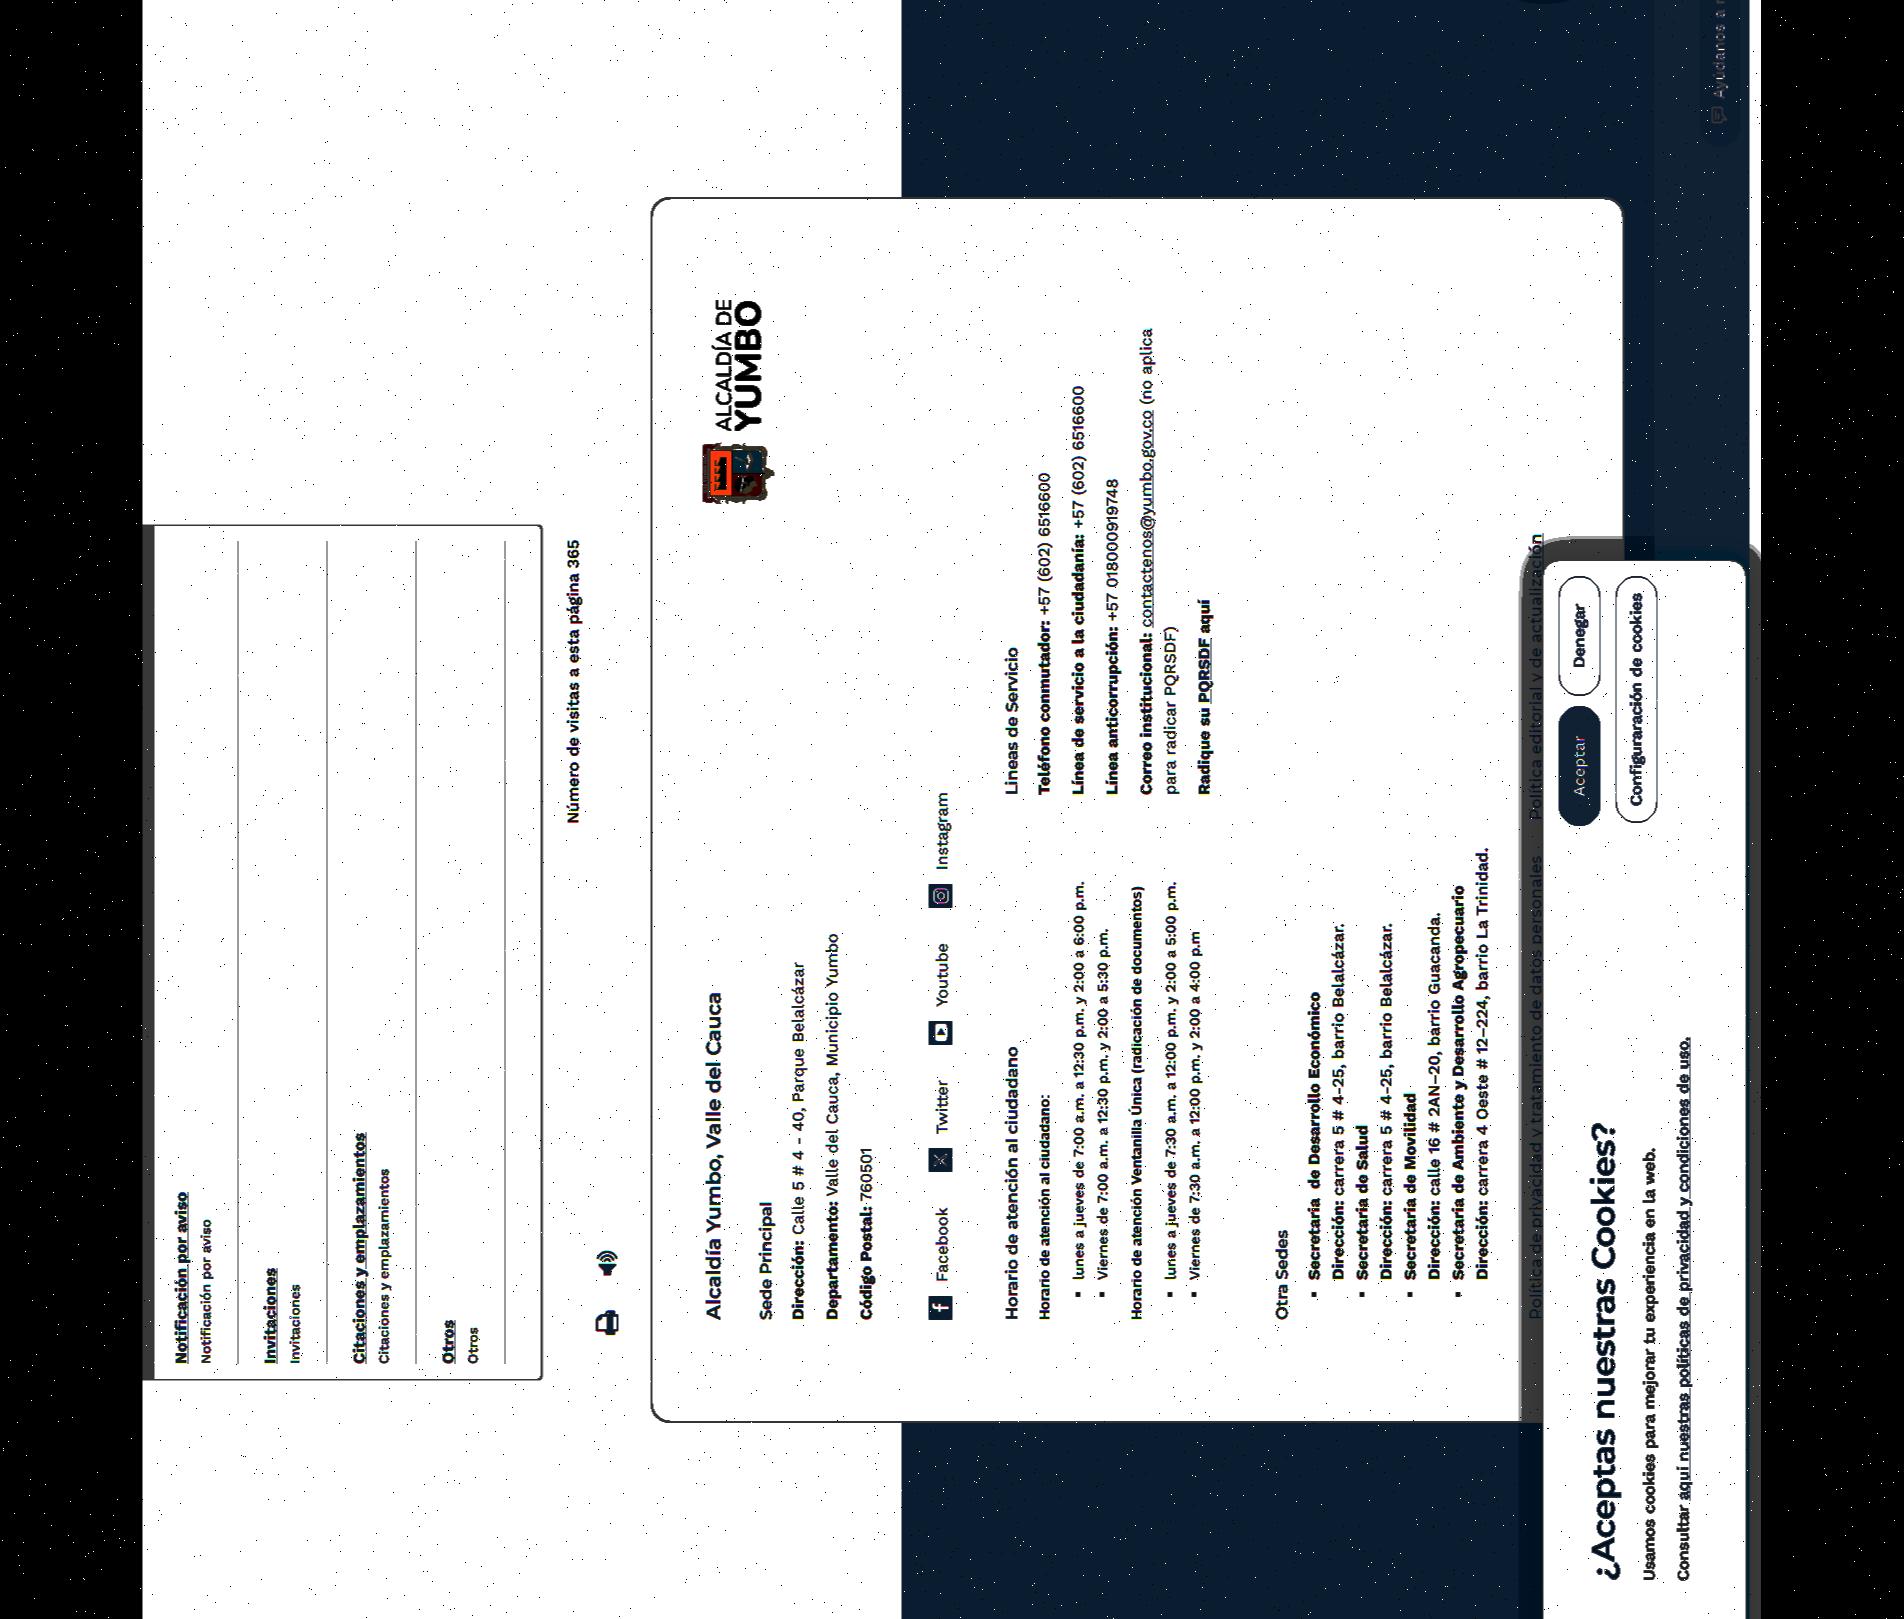 Notificación por aviso
Notificación por aviso
Invitaciones
Invitaciones
Citaciones y emplazamientos
Citaciones y emplazamientos
Otros
Otros
Número de visitas a esta página 365
ALCALDÍA DE
YUMBO
Alcaldía Yumbo, Valle del Cauca
Sede Principal
Dirección: Calle 5 # 4 - 40, Parque Belalcázar
Departamento: Valle del Cauca, Municipio Yumbo
Código Postal: 760501
Facebook Twitter Youtube Instagram
Horario de atención al ciudadano
Horario de atención al ciudadano:
lunes a jueves de 7:00 a.m. a 12:30 p.m. y 2:00 a 6:00 p.m.
Viernes de 7:00 a.m. a 12:30 p.m. y 2:00 a 5:30 p.m.
Horario de atención Ventanilla Única (radicación de documentos)
lunes a jueves de 7:30 a.m. a 12:00 p.m. y 2:00 a 5:00 p.m.
Viernes de 7:30 a.m. a 12:00 p.m. y 2:00 a 4:00 p.m
Líneas de Servicio
Teléfono conmutador: +57 (602) 6516600
Línea de servicio a la ciudadanía: +57 (602) 6516600
Línea anticorrupción: +57 018000919748
Correo institucional: contactenos@yumbo.gov.co (no aplica
para radicar PQRSDF)
Radique su PQRSDF aquí
Otra Sedes
Secretaría de Desarrollo Económico
Dirección: carrera 5 # 4-25, barrio Belalcázar.
Secretaría de Salud
Dirección: carrera 5 # 4-25, barrio Belalcázar.
Secretaría de Movilidad
Dirección: calle 16 # 2AN-20, barrio Guacanda.
Secretaría de Ambiente y Desarrollo Agropecuario
Dirección: carrera 4 Oeste # 12-224, barrio La Trinidad.
Política de privacidad y tratamiento de datos personales Política editorial y de actualización
¿Aceptas nuestras Cookies?
Usamos cookies para mejorar tu experiencia en la web.
Consultar aquí nuestras políticas de privacidad y condiciones de uso.
Aceptar Denegar
Configuraración de cookies
Ayúdanos a